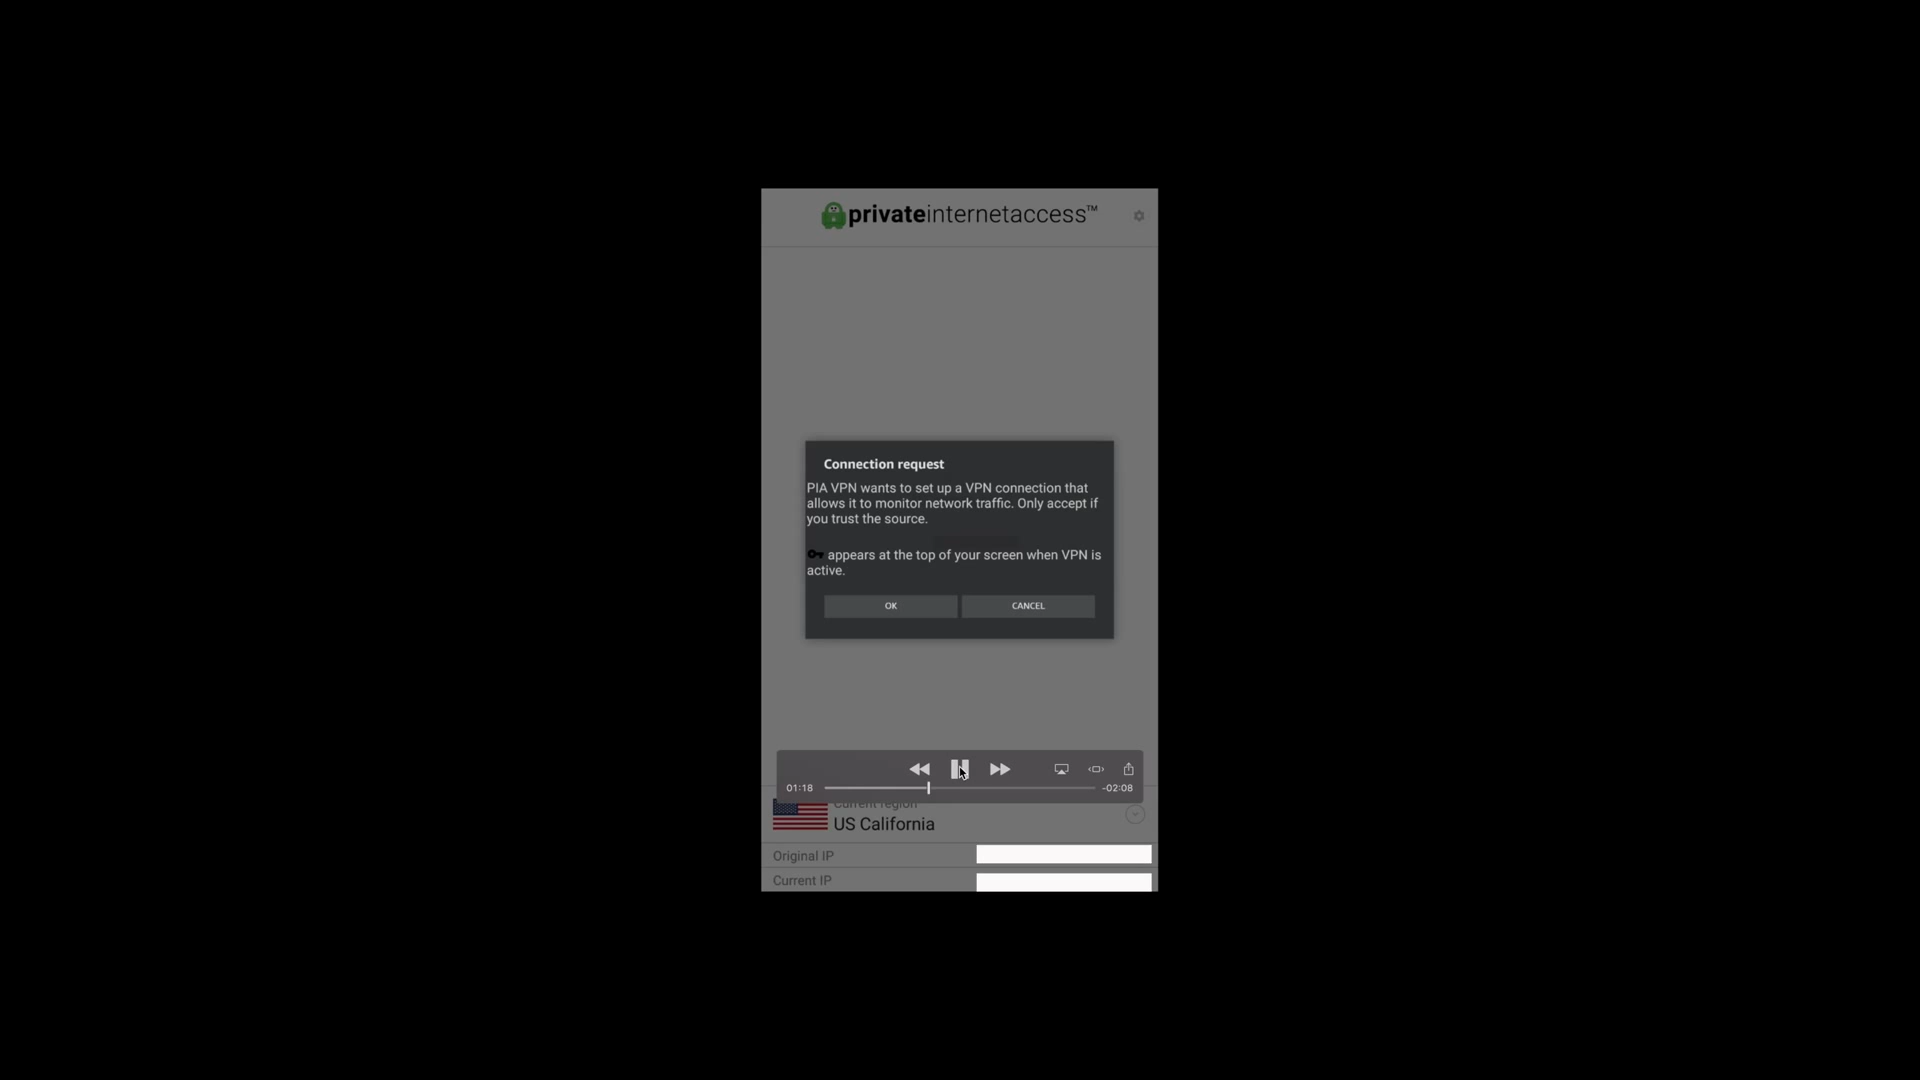 privateinternetaccess™
Connection request
PIA VPN wants to set up a VPN connection that
allows it to monitor network traffic. Only accept if
you trust the source.
appears at the top of your screen when VPN is
active.
OK CANCEL
01:18 -02:08
Current region
US California
Original IP
Current IP